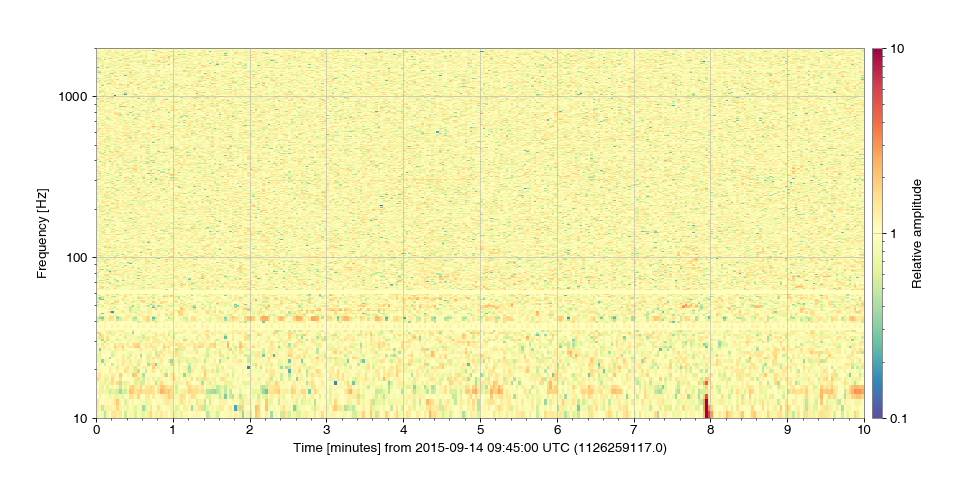 10
1000
1
Frequency [Hz]
Relative amplitude
100
10
0.1
0 1 2 3 4 5 6 7 8 9 10
Time [minutes] from 2015-09-14 09:45:00 UTC (1126259117.0)